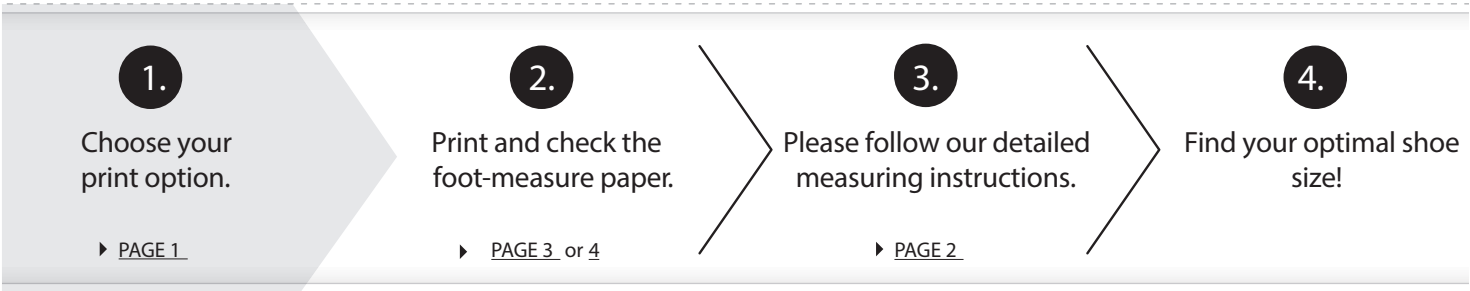 1.
Choose your
print option.
PAGE 1
2.
Print and check the
foot-measure paper.
PAGE 3 or 4
3.
Please follow our detailed
measuring instructions.
PAGE 2
4.
Find your optimal shoe
size!